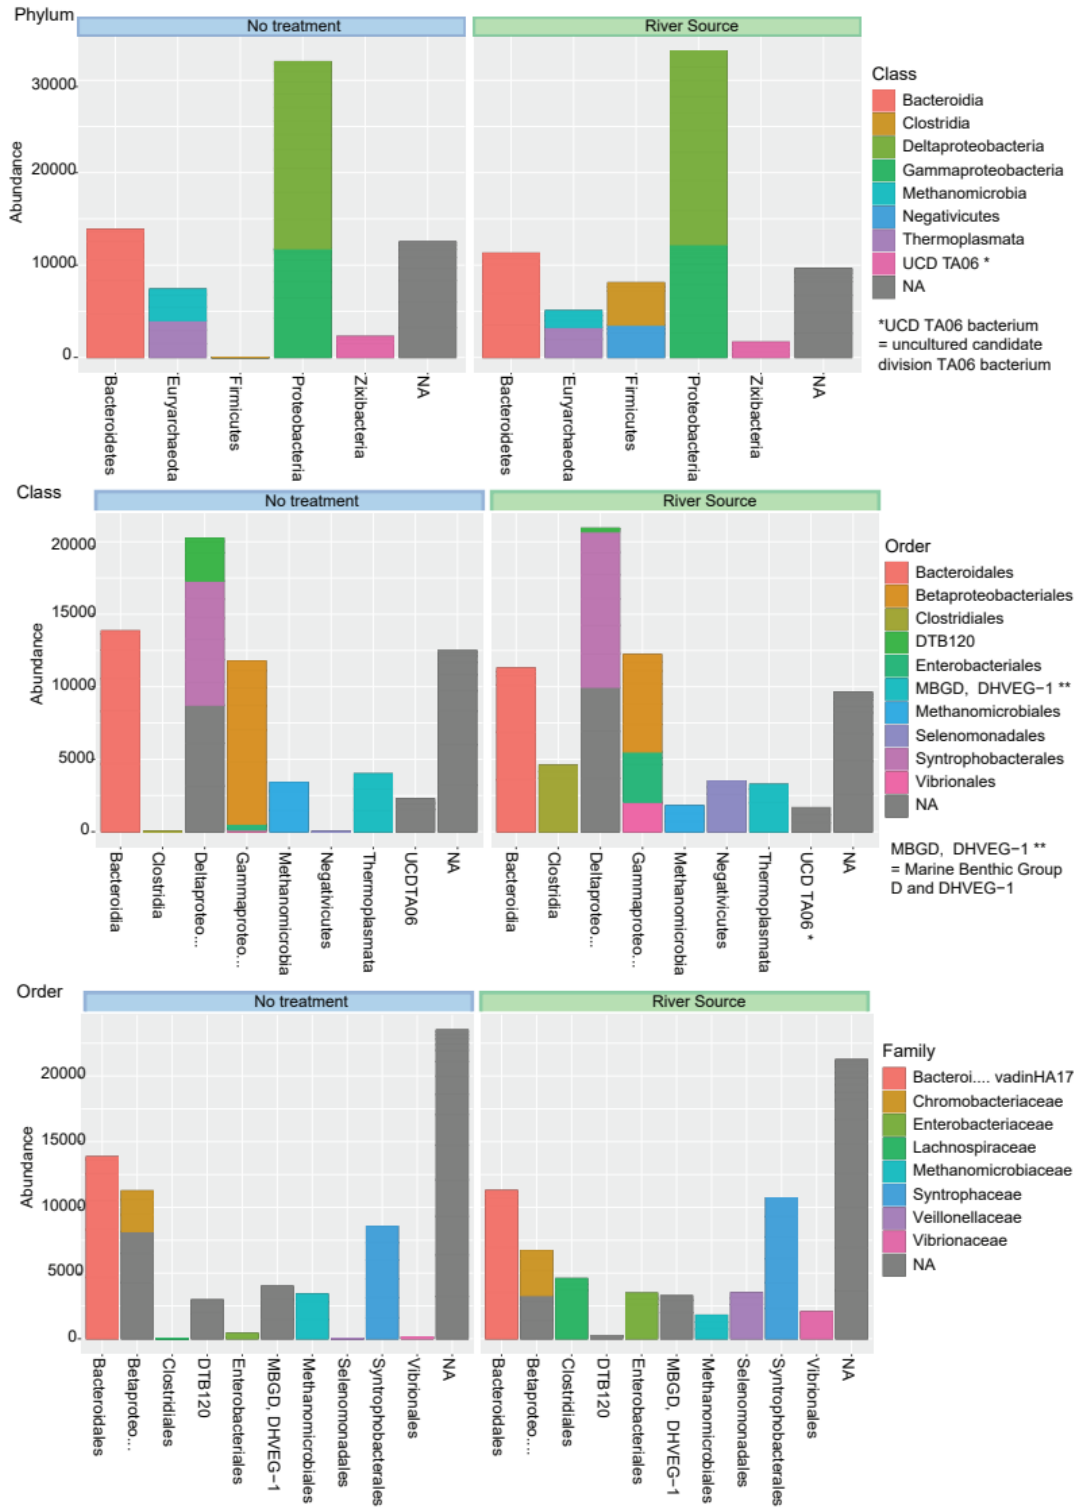 Phylum
No treatment
River Source
Abundance
30000
20000
10000
0
Bacteroidetes
Euryarchaeota
Firmicutes
Proteobacteria
Zixibacteria
NA
Bacteroidetes
Euryarchaeota
Firmicutes
Proteobacteria
Zixibacteria
NA
Class
Bacteroidia
Clostridia
Deltaproteobacteria
Gammaproteobacteria
Methanomicrobia
Negativicutes
Thermoplasmata
UCD TA06 *
NA
*UCD TA06 bacterium
= uncultured candidate
division TA06 bacterium
Class
No treatment
River Source
Abundance
20000
15000
10000
5000
0
Bacteroidia
Clostridia
Deltaproteo...
Gammaproteo...
Methanomicrobia
Negativicutes
Thermoplasmata
UCDTA06
NA
Bacteroidia
Clostridia
Deltaproteo...
Gammaproteo...
Methanomicrobia
Negativicutes
Thermoplasmata
UCD TA06 *
NA
Order
Bacteroidales
Betaproteobacteriales
Clostridiales
DTB120
Enterobacteriales
MBGD, DHVEG−1 **
Methanomicrobiales
Selenomonadales
Syntrophobacterales
Vibrionales
NA
MBGD, DHVEG−1 **
= Marine Benthic Group
D and DHVEG−1
Order
No treatment
River Source
Abundance
20000
15000
10000
5000
0
Bacteroidales
Betaproteo...
Clostridiales
DTB120
Enterobacteriales
MBGD, DHVEG−1
Methanomicrobiales
Selenomonadales
Syntrophobacterales
Vibrionales
NA
Bacteroidales
Betaproteo....
Clostridiales
DTB120
Enterobacteriales
MBGD, DHVEG−1
Methanomicrobiales
Selenomonadales
Syntrophobacterales
Vibrionales
NA
Family
Bacteroi.... vadinHA17
Chromobacteriaceae
Enterobacteriaceae
Lachnospiraceae
Methanomicrobiaceae
Syntrophaceae
Veillonellaceae
Vibrionaceae
NA